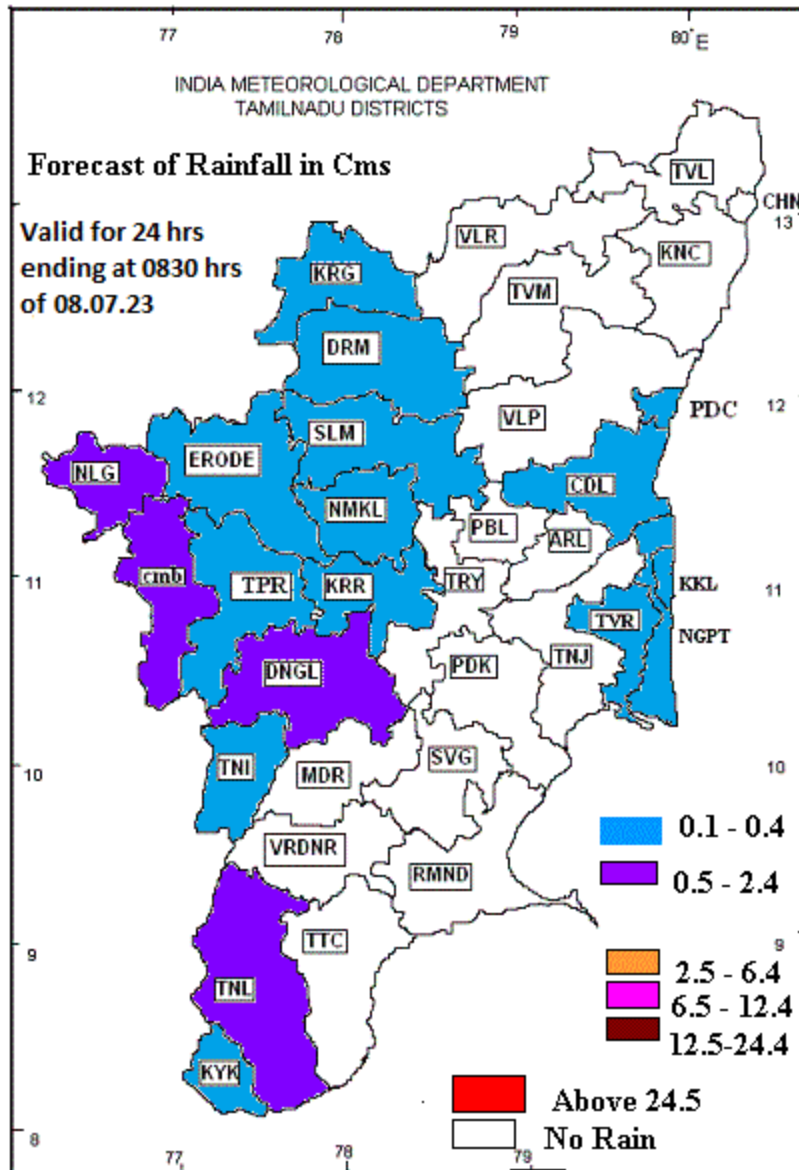 77 78 79 80°E
INDIA METEOROLOGICAL DEPARTMENT
TAMILNADU DISTRICTS
Forecast of Rainfall in Cms
TVL
CHN
13
Valid for 24 hrs
ending at 0830 hrs
of 08.07.23
VLR
KNC
KRG
TVM
DRM
12
12
PDC
VLP
SLM
ERODE
NLG
CDL
NMKL
PBL
ARL
11
cmb
TPR
KRR
TRY
KKL
11
TVR
NGPT
DNGL
PDK
TNJ
10
TNI
MDR
SVG
10
0.1 - 0.4
VRDNR
RMND
0.5 - 2.4
9
TTC
9
2.5 - 6.4
TNL
6.5 - 12.4
12.5-24.4
KYK
Above 24.5
8
No Rain
77 78 79